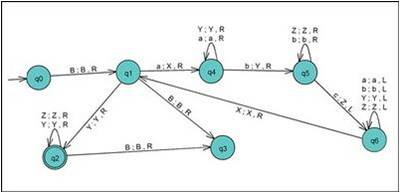 q0
B; B, R
q1
a; X, R
Y; Y, R
a; a, R
q4
b; Y, R
Z; Z, R
b; b, R
q5
c; Z, L
a; a, L
b; b, L
Y; Y, L
Z; Z, L
q6
X; X, R
B; B, R
Y; Y, R
Z; Z, R
Y; Y, R
q2
B; B, R
q3